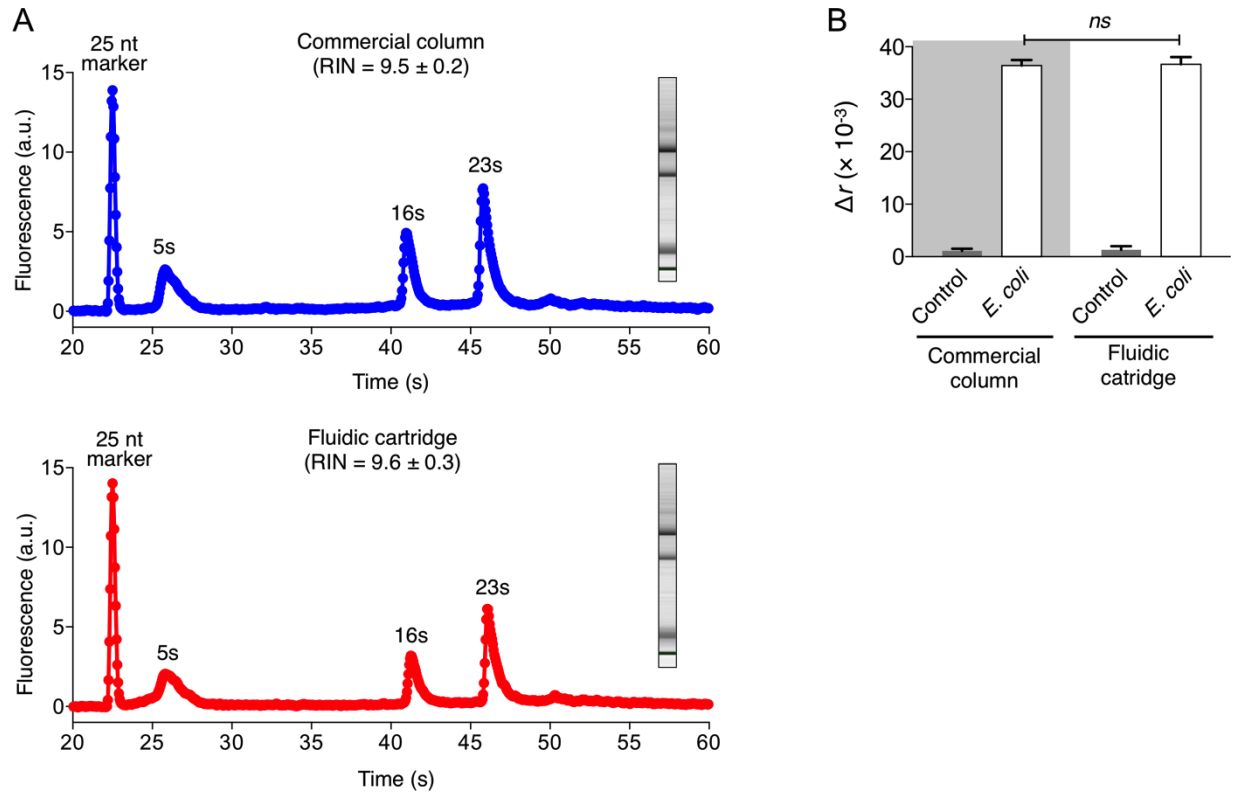 A
25 nt
marker
Commercial column
(RIN = 9.5 ± 0.2)
15
10
5
0
Fluorescence (a.u.)
5s
16s
23s
20 25 30 35 40 45 50 55 60
Time (s)
25 nt
marker
Fluidic cartridge
(RIN = 9.6 ± 0.3)
15
10
5
0
Fluorescence (a.u.)
5s
16s
23s
20 25 30 35 40 45 50 55 60
Time (s)
B
ns
40
30
20
10
0
Δr (× 10⁻³)
Control
E. coli
Control
E. coli
Commercial
column
Fluidic
catridge